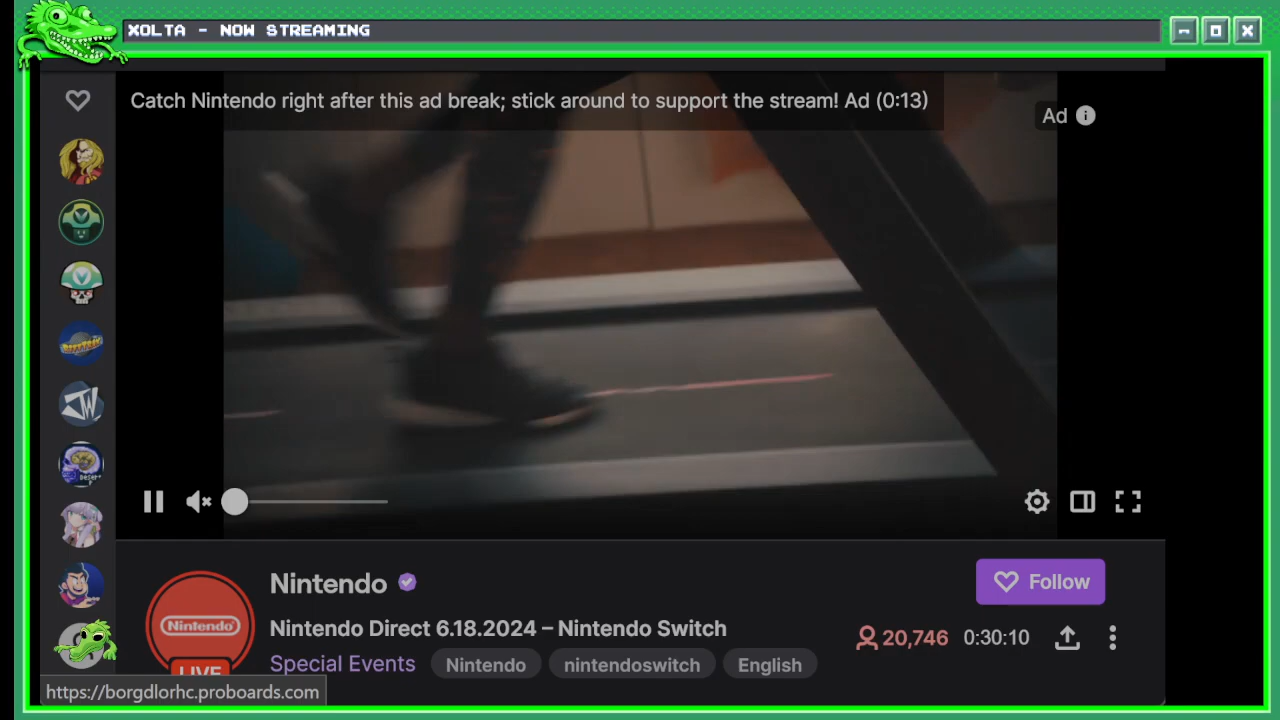 XOLTA - NOW STREAMING
Catch Nintendo right after this ad break; stick around to support the stream! Ad (0:13)
Ad
Nintendo
Follow
Nintendo
Nintendo Direct 6.18.2024 – Nintendo Switch
20,746 0:30:10
LIVE
Special Events Nintendo nintendoswitch English
https://borgdlorhc.proboards.com